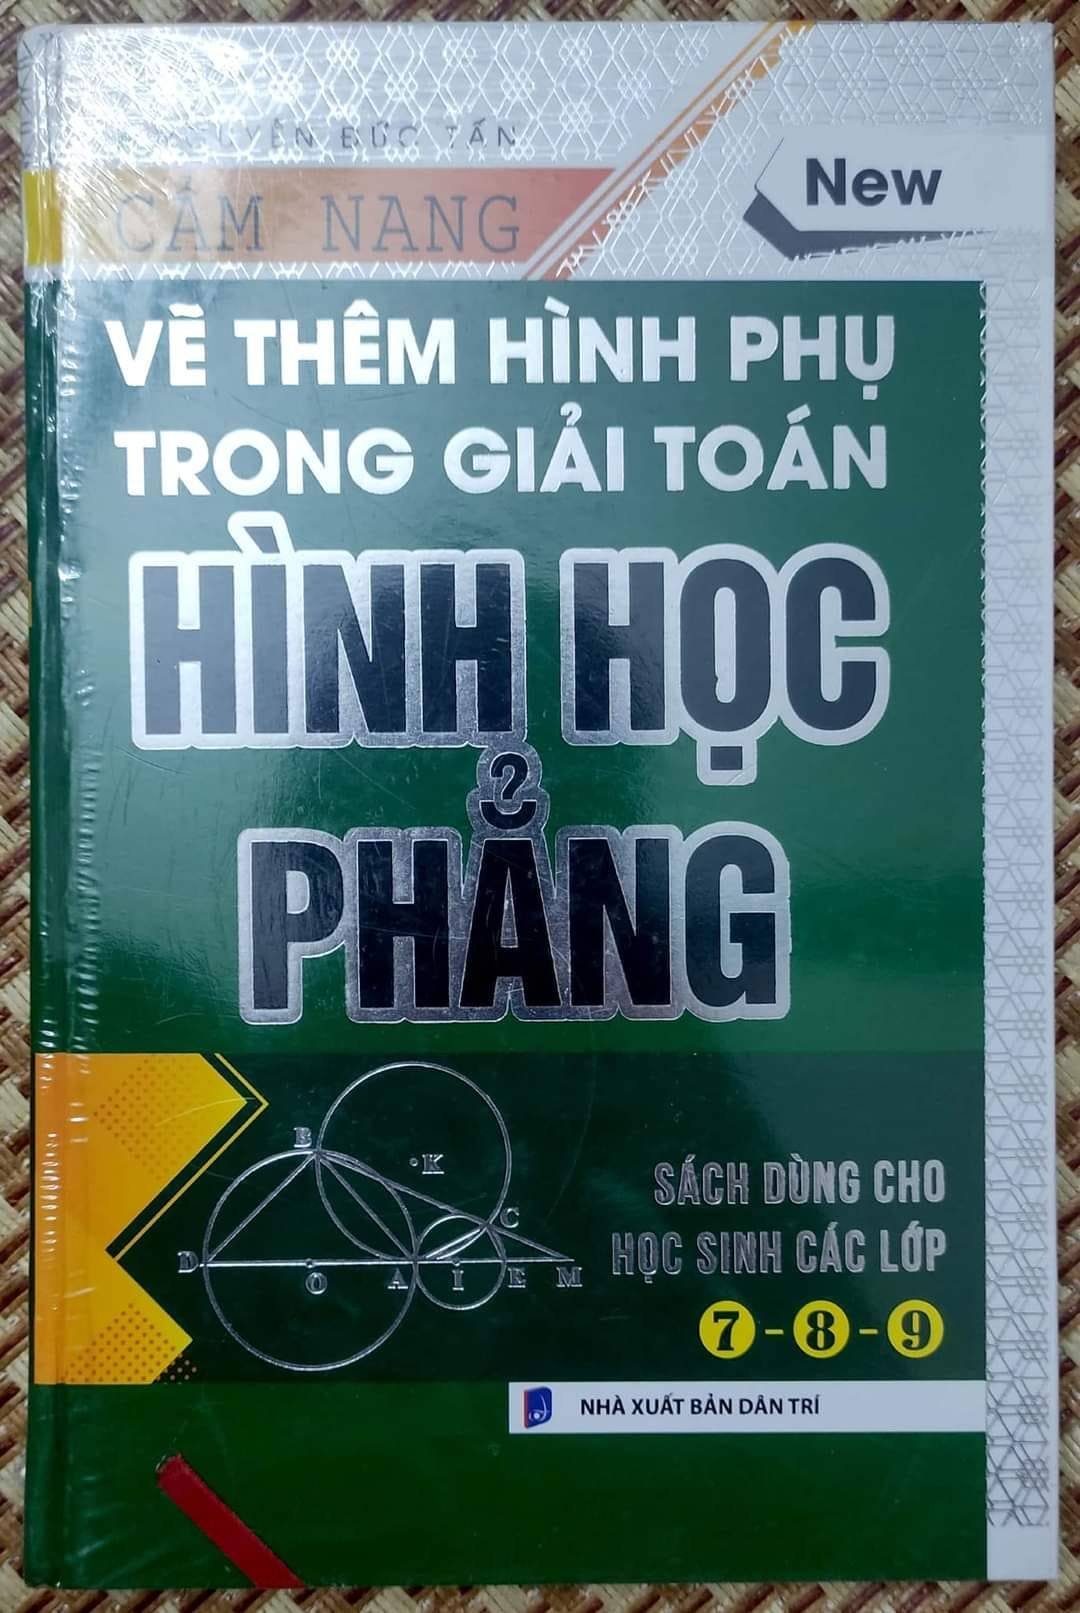 NGUYỄN ĐỨC TẤN
CẨM NANG
New
VẼ THÊM HÌNH PHỤ
TRONG GIẢI TOÁN
HÌNH HỌC
PHẲNG
B
K
C
D
O
A
I
E
M
SÁCH DÙNG CHO
HỌC SINH CÁC LỚP
7 - 8 - 9
NHÀ XUẤT BẢN DÂN TRÍ